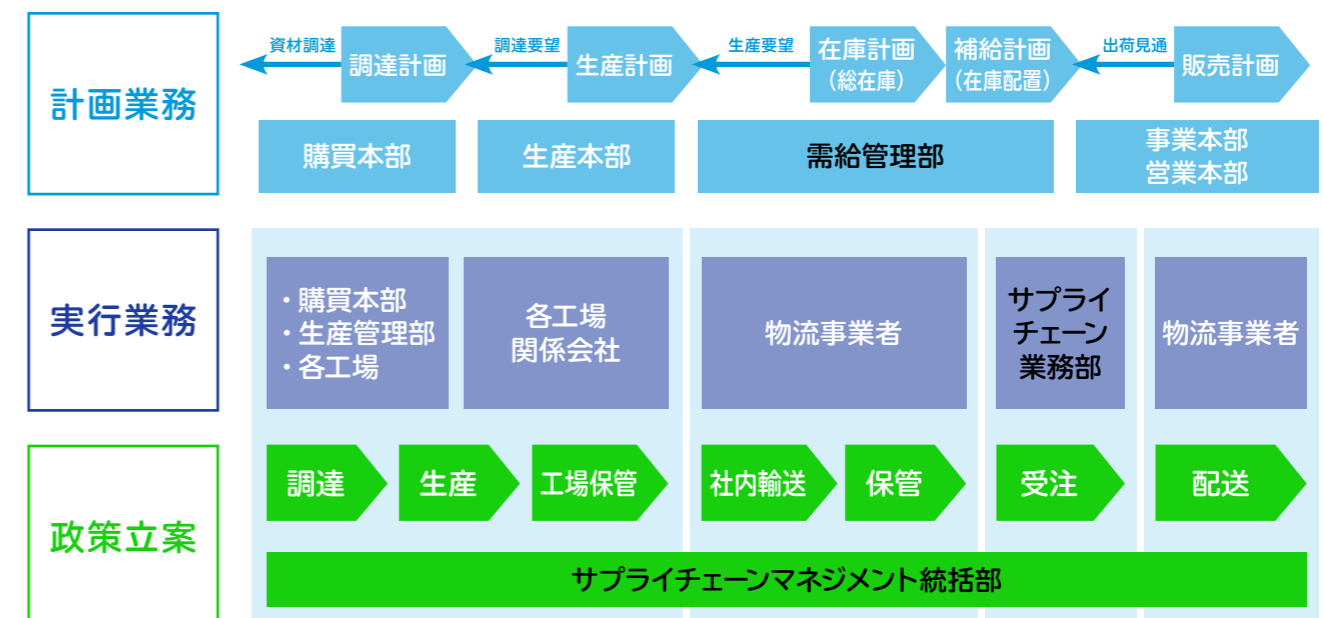 計画業務
資材調達
調達計画
調達要望
生産計画
生産要望
在庫計画
（総在庫）
補給計画
（在庫配置）
出荷見通
販売計画
購買本部
生産本部
需給管理部
事業本部
営業本部
実行業務
・購買本部
・生産管理部
・各工場
各工場
関係会社
物流事業者
サプライ
チェーン
業務部
物流事業者
政策立案
調達
生産
工場保管
社内輸送
保管
受注
配送
サプライチェーンマネジメント統括部